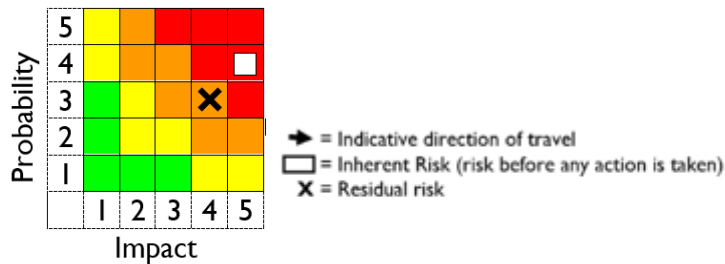 Probability
5
4
3
2
1
1 2 3 4 5
Impact
= Indicative direction of travel
= Inherent Risk (risk before any action is taken)
= Residual risk